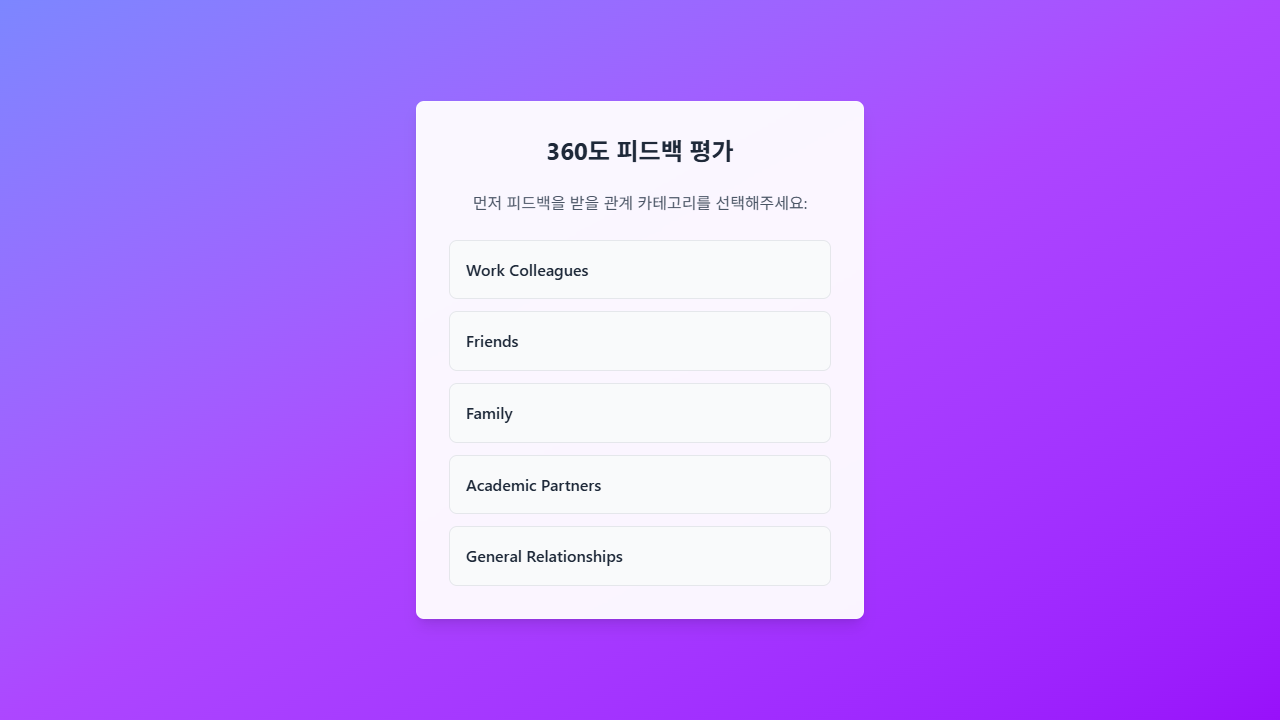 360도 피드백 평가
먼저 피드백을 받을 관계 카테고리를 선택해주세요:
Work Colleagues
Friends
Family
Academic Partners
General Relationships